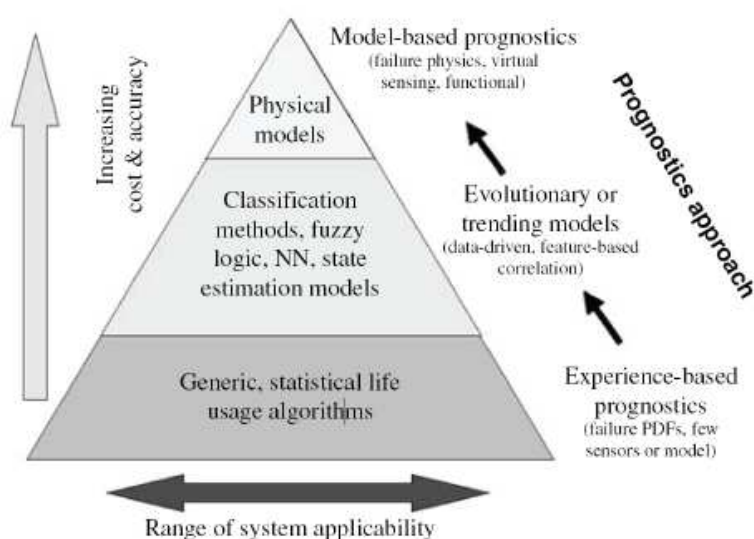 Increasing
cost & accuracy
Physical
models
Classification
methods, fuzzy
logic, NN, state
estimation models
Generic, statistical life
usage algorithms
Range of system applicability
Model-based prognostics
(failure physics, virtual
sensing, functional)
Evolutionary or
trending models
(data-driven, feature-based
correlation)
Experience-based
prognostics
(failure PDFs, few
sensors or model)
Prognostics approach